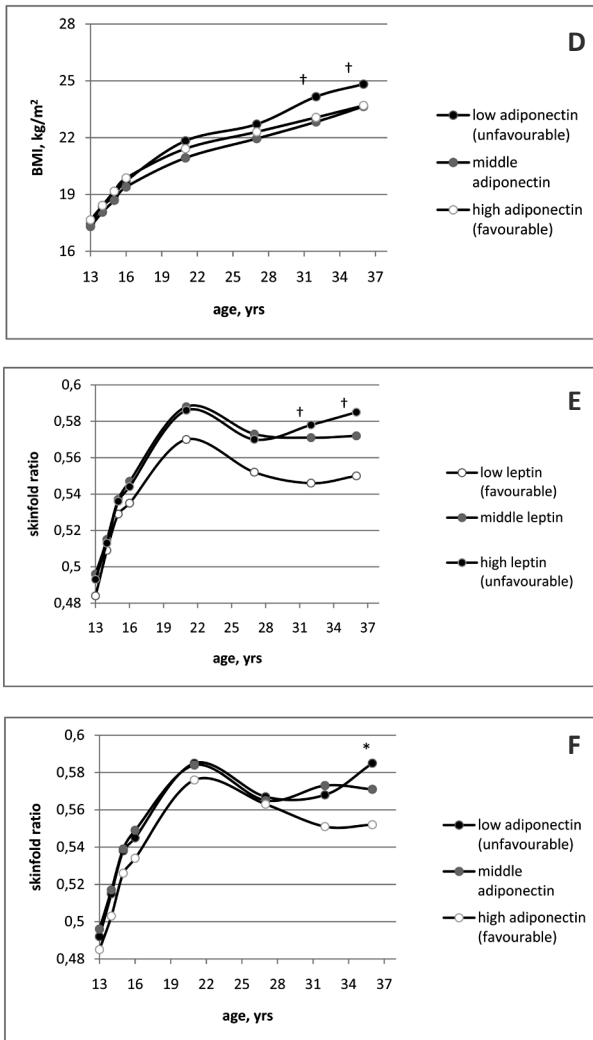 D
28
25
22
19
16
BMI, kg/m²
† †
13 16 19 22 25 28 31 34 37
age, yrs
low adiponectin
(unfavourable)
middle
adiponectin
high adiponectin
(favourable)
E
0,6
0,58
0,56
0,54
0,52
0,5
0,48
skinfold ratio
† †
13 16 19 22 25 28 31 34 37
age, yrs
low leptin
(favourable)
middle leptin
high leptin
(unfavourable)
F
0,6
0,58
0,56
0,54
0,52
0,5
0,48
skinfold ratio
*
13 16 19 22 25 28 31 34 37
age, yrs
low adiponectin
(unfavourable)
middle
adiponectin
high adiponectin
(favourable)